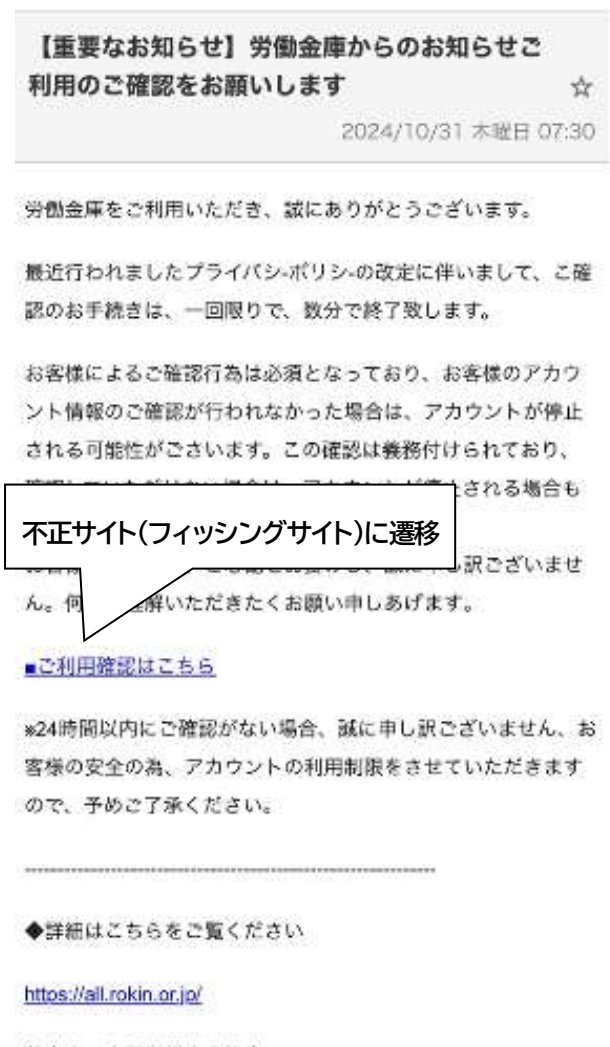 【重要なお知らせ】労働金庫からのお知らせご
利用のご確認をお願いします
☆
2024/10/31 木曜日 07:30
労働金庫をご利用いただき、誠にありがとうございます。
最近行われましたプライバシ-ポリシ-の改定に伴いまして、こ確
認のお手続きは、一回限りで、数分で終了致します。
お客様によるご確認行為は必須となっており、お客様のアカウ
ント情報のご確認が行われなかった場合は、アカウントが停止
される可能性がごさいます。この確認は義務付けられており、
される場合も
不正サイト(フィッシングサイト)に遷移
訳ございませ
ん。何 解いただきたくお願い申しあげます。
■ご利用確認はこちら
※24時間以内にご確認がない場合、誠に申し訳ございません、お
客様の安全の為、アカウントの利用制限をさせていただきます
ので、予めご了承ください。
◆詳細はこちらをご覧ください
https://all.rokin.or.jp/